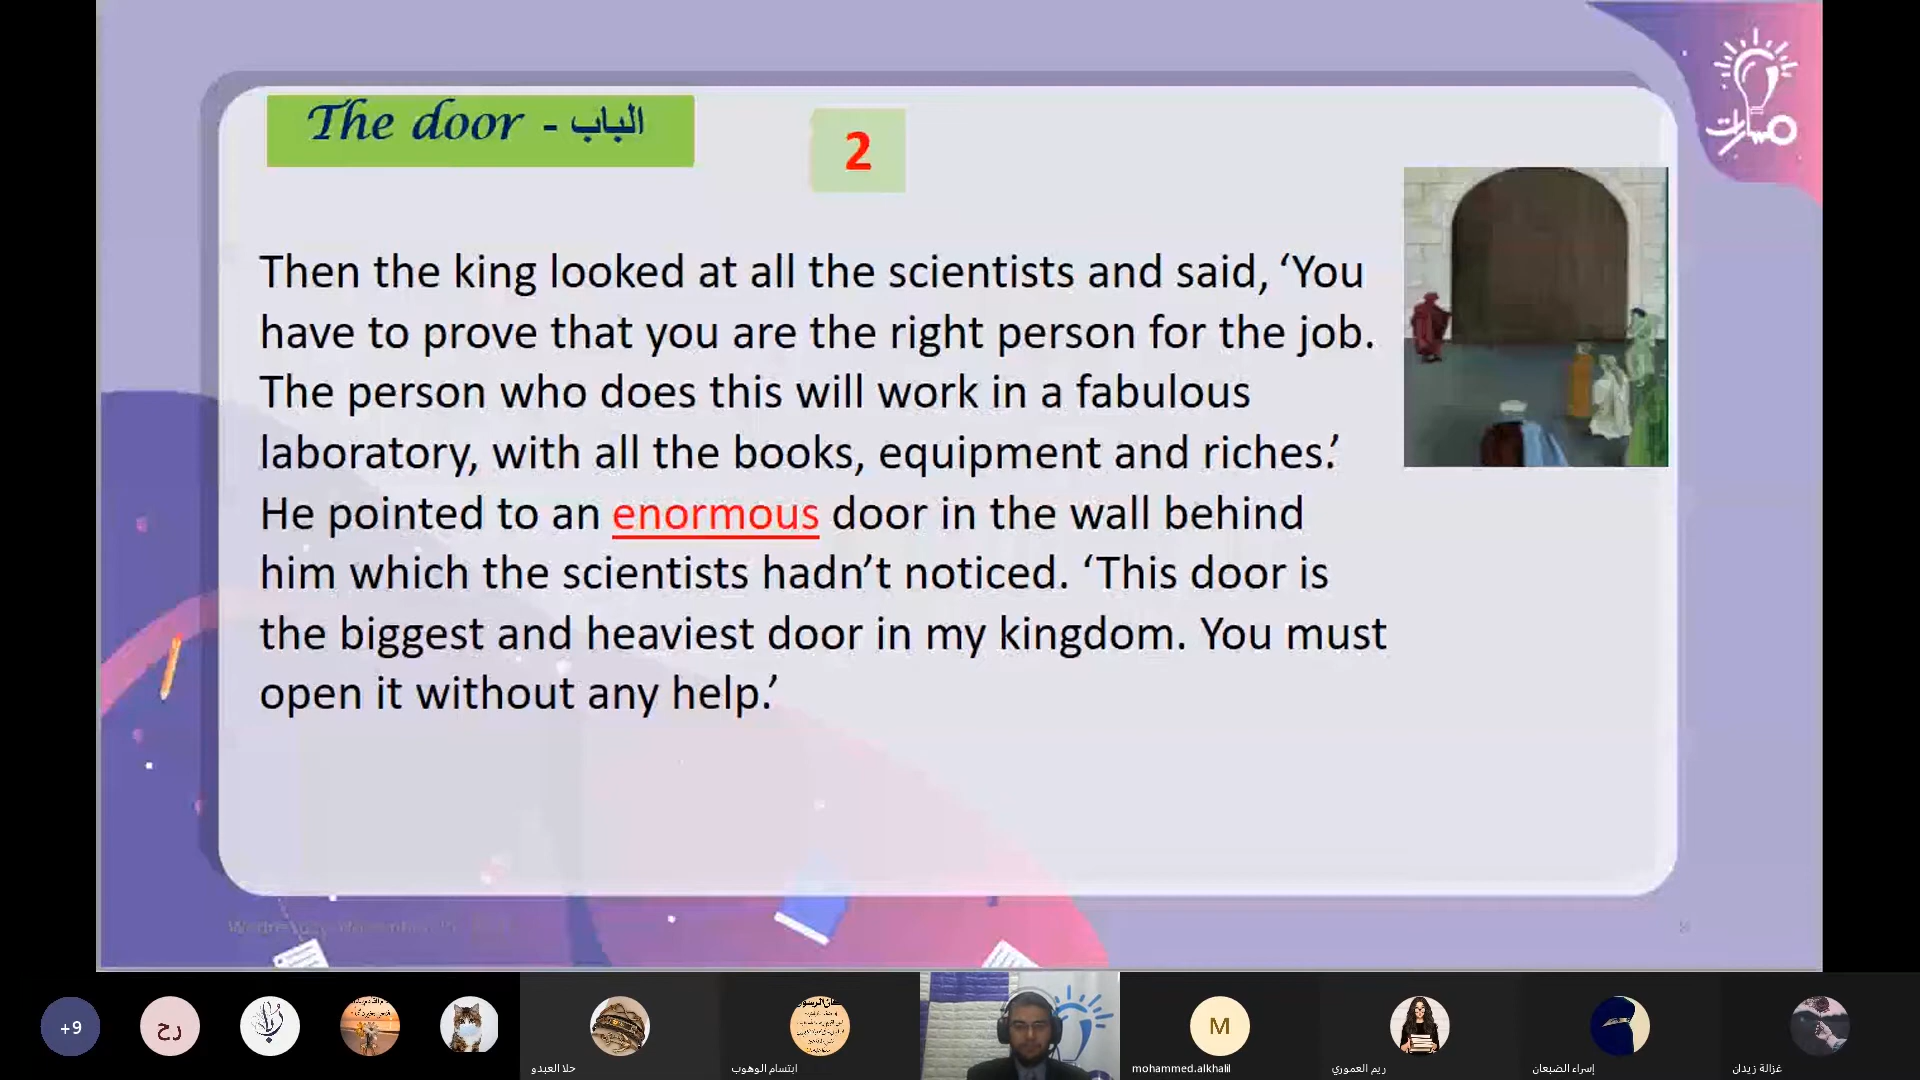 The door - الباب
2
مسارات
Then the king looked at all the scientists and said, ‘You
have to prove that you are the right person for the job.
The person who does this will work in a fabulous
laboratory, with all the books, equipment and riches.’
He pointed to an enormous door in the wall behind
him which the scientists hadn’t noticed. ‘This door is
the biggest and heaviest door in my kingdom. You must
open it without any help.’
+9
رح
حلا العبدو
ابتسام الوهوب
M
mohammed.alkhalil
ريم العموري
إسراء الضبعان
غزالة زيدان